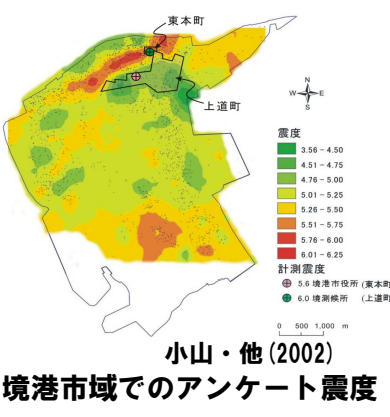 東本町
上道町
N
W E
S
震度
3.56 - 4.50
4.51 - 4.75
4.76 - 5.00
5.01 - 5.25
5.26 - 5.50
5.51 - 5.75
5.76 - 6.00
6.01 - 6.25
計測震度
5.6 境港市役所 (東本町
6.0 境測候所 (上道町
0 500 1,000 m
小山・他(2002)
境港市域でのアンケート震度